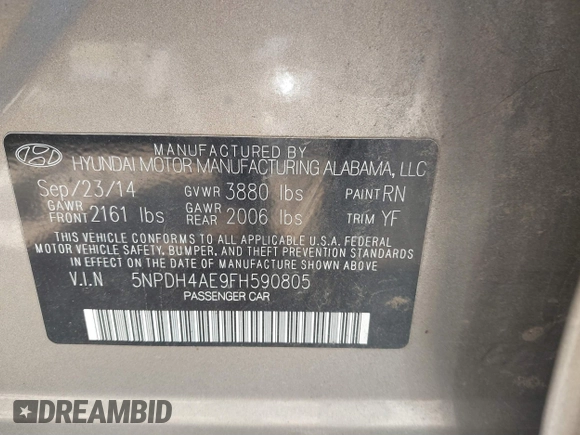 MANUFACTURED BY
HYUNDAI MOTOR MANUFACTURING ALABAMA, LLC
Sep/23/14 GVWR 3880 lbs PAINT RN
GAWR FRONT 2161 lbs GAWR REAR 2006 lbs TRIM YF
THIS VEHICLE CONFORMS TO ALL APPLICABLE U.S.A. FEDERAL
MOTOR VEHICLE SAFETY, BUMPER, AND THEFT PREVENTION STANDARDS
IN EFFECT ON THE DATE OF MANUFACTURE SHOWN ABOVE.
V.I.N 5NPDH4AE9FH590805
PASSENGER CAR
DREAMBID